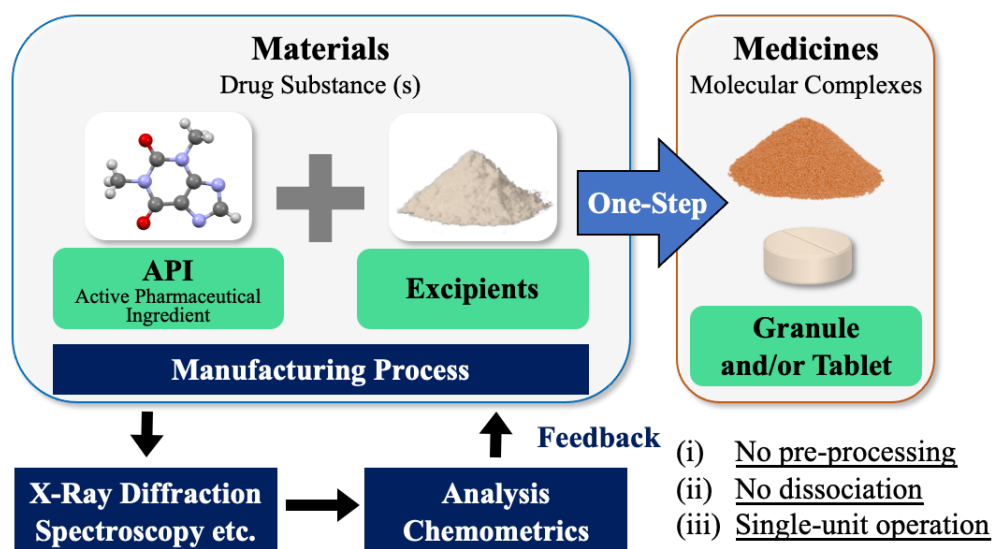 Materials
Drug Substance (s)
API
Active Pharmaceutical
Ingredient
Excipients
Manufacturing Process
One-Step
Medicines
Molecular Complexes
Granule
and/or Tablet
X-Ray Diffraction
Spectroscopy etc.
Analysis
Chemometrics
Feedback
(i) No pre-processing
(ii) No dissociation
(iii) Single-unit operation